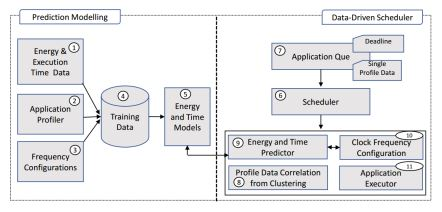 Prediction Modelling
Data-Driven Scheduler
1
Energy &
Execution
Time Data
2
Application
Profiler
3
Frequency
Configurations
4
Training
Data
5
Energy
and Time
Models
7
Application Que
Deadline
Single
Profile Data
6
Scheduler
9
Energy and Time
Predictor
10
Clock Frequency
Configuration
Profile Data Correlation
8
from Clustering
11
Application
Executor